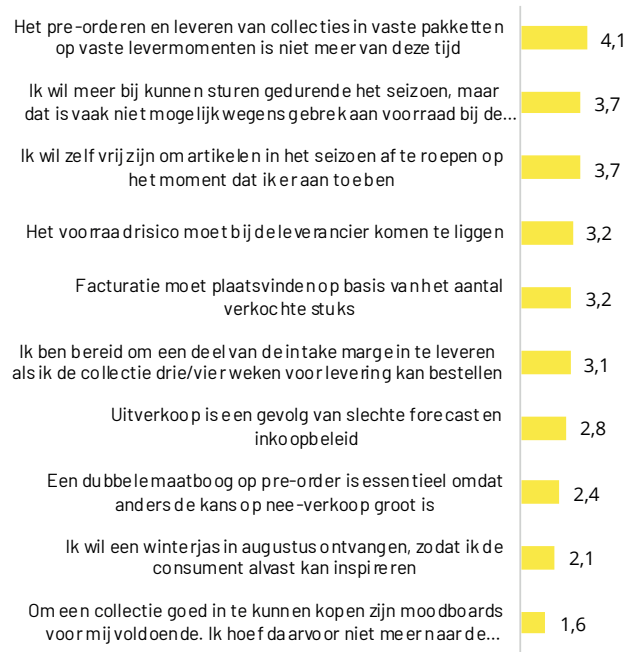 Het pre-orderen en leveren van collecties in vaste pakketten
op vaste levermomenten is niet meer van deze tijd
4,1
Ik wil meer bij kunnen sturen gedurende het seizoen, maar
dat is vaak niet mogelijk wegens gebrek aan voorraad bij de...
3,7
Ik wil zelf vrij zijn om artikelen in het seizoen af te roepen op
het moment dat ik eraan toe ben
3,7
Het voorraadrisico moet bij de leverancier komen te liggen
3,2
Facturatie moet plaatsvinden op basis van het aantal
verkochte stuks
3,2
Ik ben bereid om een deel van de intake marge in te leveren
als ik de collectie drie/vier weken voor levering kan bestellen
3,1
Uitverkoop is een gevolg van slechte forecast en
inkoopbeleid
2,8
Een dubbele maatboog op pre-order is essentieel omdat
anders de kans op nee-verkoop groot is
2,4
Ik wil een winterjas in augustus ontvangen, zodat ik de
consument alvast kan inspireren
2,1
Om een collectie goed in te kunnen kopen zijn moodboards
voor mij voldoende. Ik hoef daarvoor niet meer naar de...
1,6